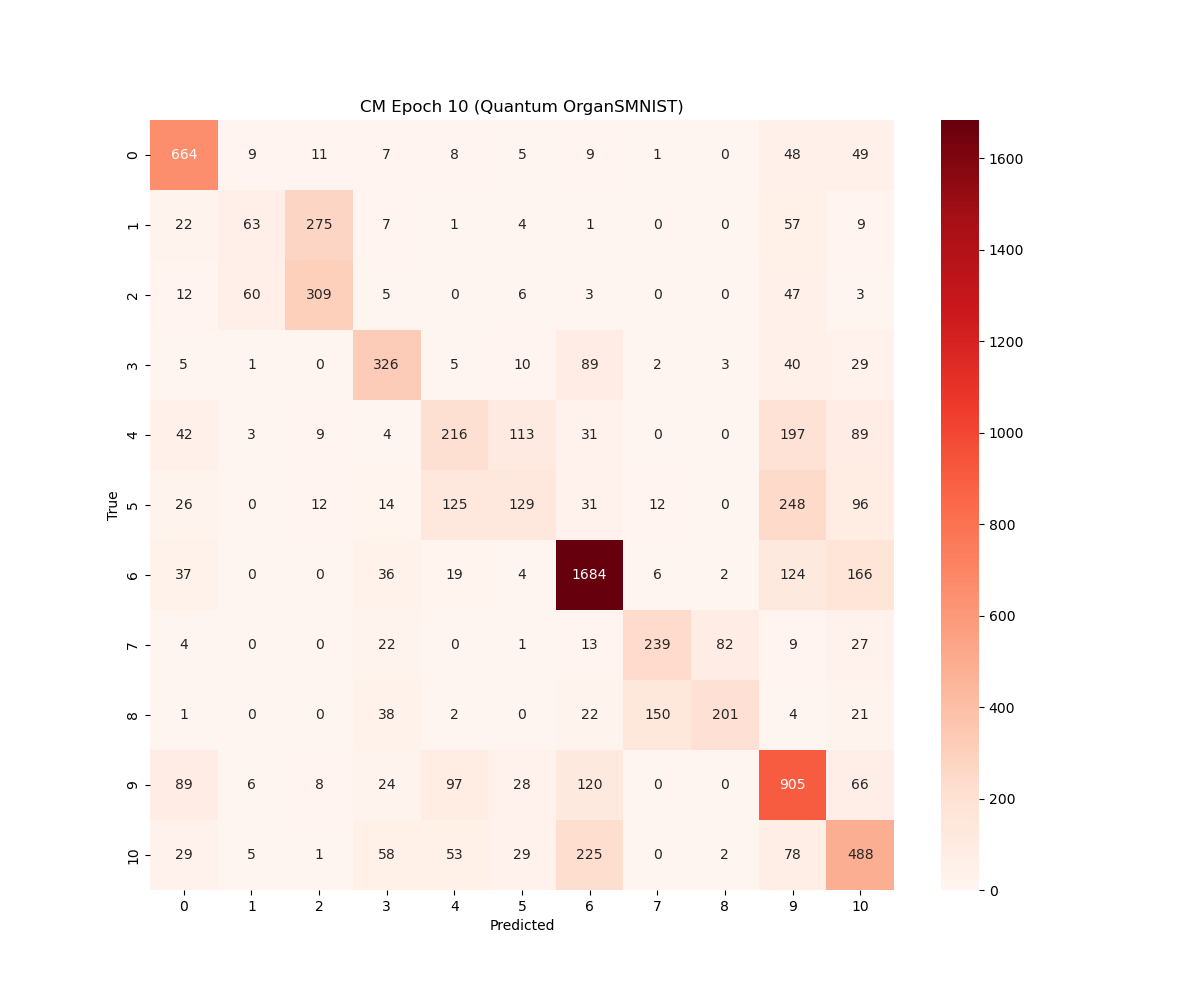 CM Epoch 10 (Quantum OrganSMNIST)
0 664 9 11 7 8 5 9 1 0 48 49
1 22 63 275 7 1 4 1 0 0 57 9
2 12 60 309 5 0 6 3 0 0 47 3
3 5 1 0 326 5 10 89 2 3 40 29
4 42 3 9 4 216 113 31 0 0 197 89
5 26 0 12 14 125 129 31 12 0 248 96
6 37 0 0 36 19 4 1684 6 2 124 166
7 4 0 0 22 0 1 13 239 82 9 27
8 1 0 0 38 2 0 22 150 201 4 21
9 89 6 8 24 97 28 120 0 0 905 66
10 29 5 1 58 53 29 225 0 2 78 488
0 1 2 3 4 5 6 7 8 9 10
Predicted
True
1600
1400
1200
1000
800
600
400
200
0